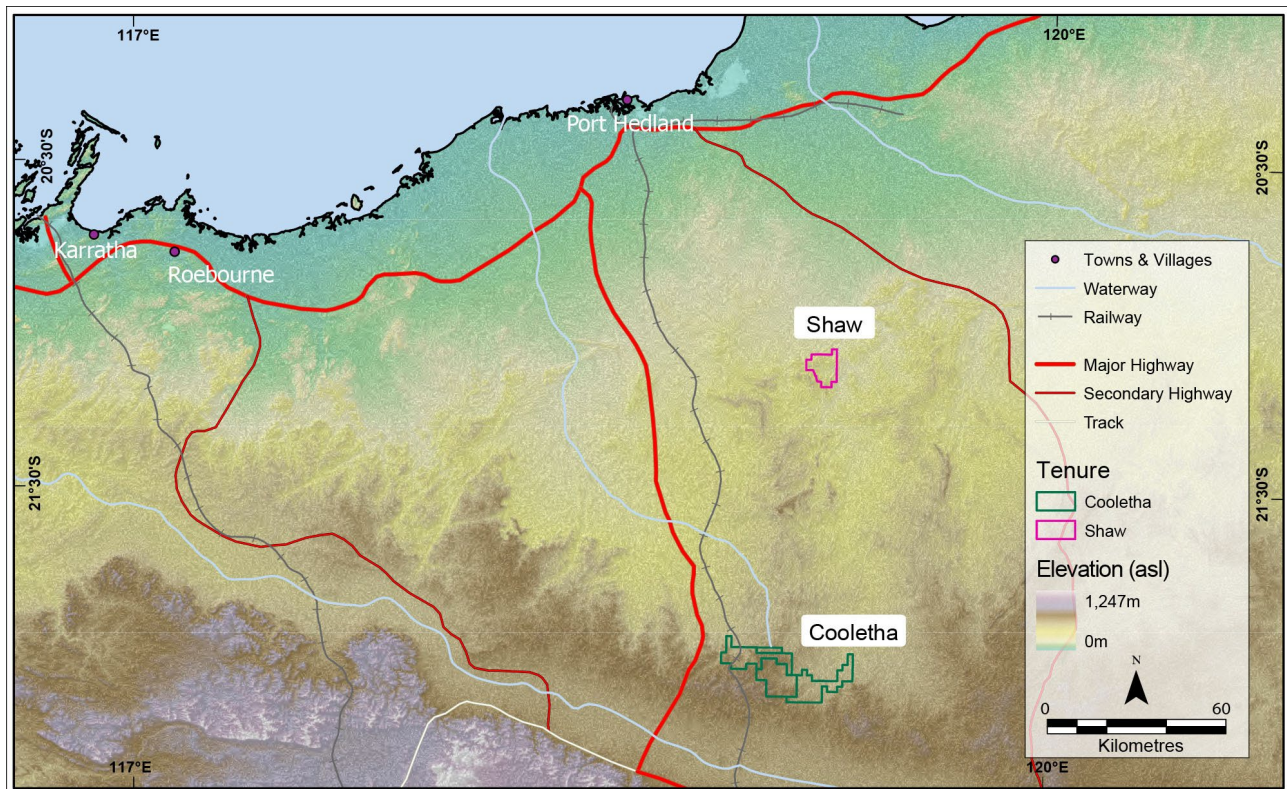 117°E
120°E
20°30'S
20°30'S
Port Hedland
Karratha
Roebourne
Towns & Villages
Waterway
Railway
Major Highway
Secondary Highway
Track
Shaw
21°30'S
21°30'S
Tenure
Cooletha
Shaw
Elevation (asl)
1,247m
0m
Cooletha
N
0
60
Kilometres
117°E
120°E